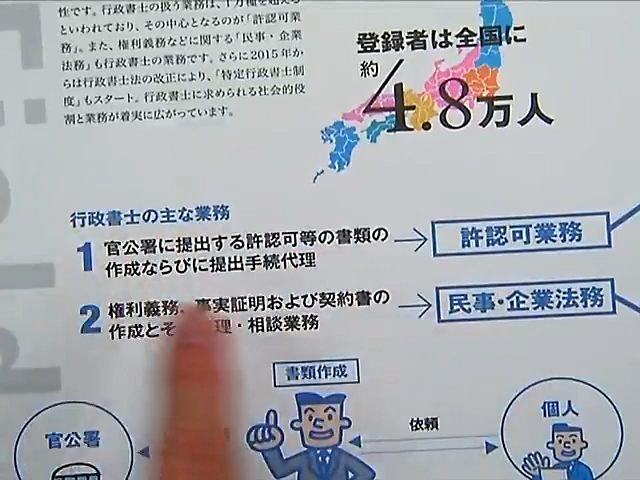 性です。行政書士の扱う業務は、1万種を超える
といわれており、その中心となるのが「許認可業
務」。また、権利義務などに関する「民事・企業
法務」も行政書士の業務です。さらに2015年か
らは行政書士法の改正により、「特定行政書士制
度」もスタート。行政書士に求められる社会的役
割と業務が着実に広がっています。
登録者は全国に
約
4.8万人
行政書士の主な業務
1 官公署に提出する許認可等の書類の
作成ならびに提出手続代理
許認可業務
2 権利義務、事実証明および契約書の
作成とそ 理・相談業務
民事・企業法務
書類作成
官公署
依頼
個人